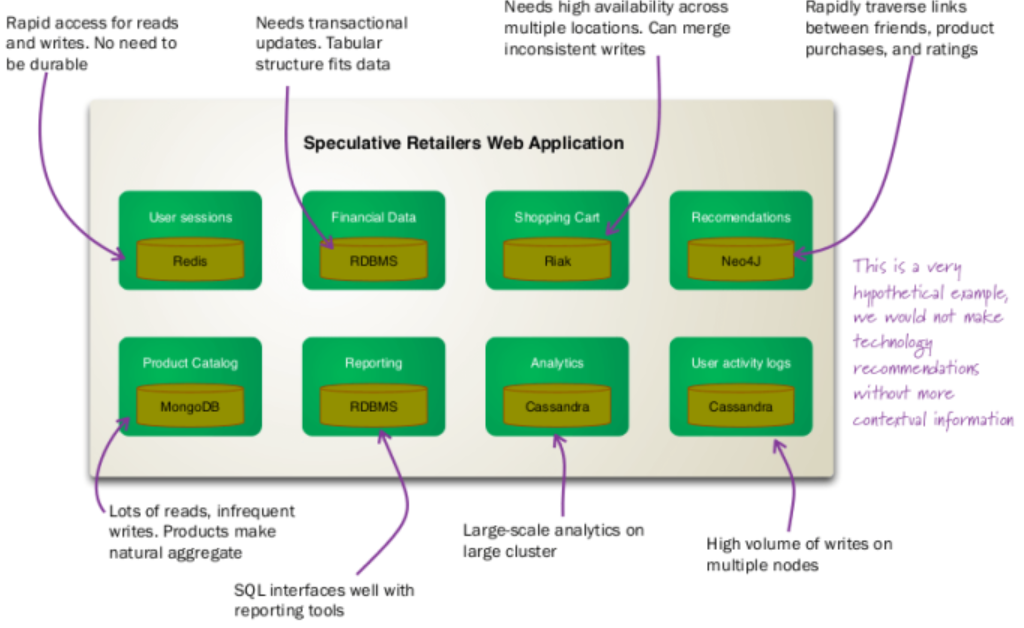 Rapid access for reads
and writes. No need to
be durable
Needs transactional
updates. Tabular
structure fits data
Needs high availability across
multiple locations. Can merge
inconsistent writes
Rapidly traverse links
between friends, product
purchases, and ratings
Speculative Retailers Web Application
User sessions
Redis
Financial Data
RDBMS
Shopping Cart
Riak
Recomendations
Neo4J
This is a very
hypothetical example,
we would not make
technology
recommendations
without more
contextual information
Product Catalog
MongoDB
Reporting
RDBMS
Analytics
Cassandra
User activity logs
Cassandra
Lots of reads, infrequent
writes. Products make
natural aggregate
SQL interfaces well with
reporting tools
Large-scale analytics on
large cluster
High volume of writes on
multiple nodes